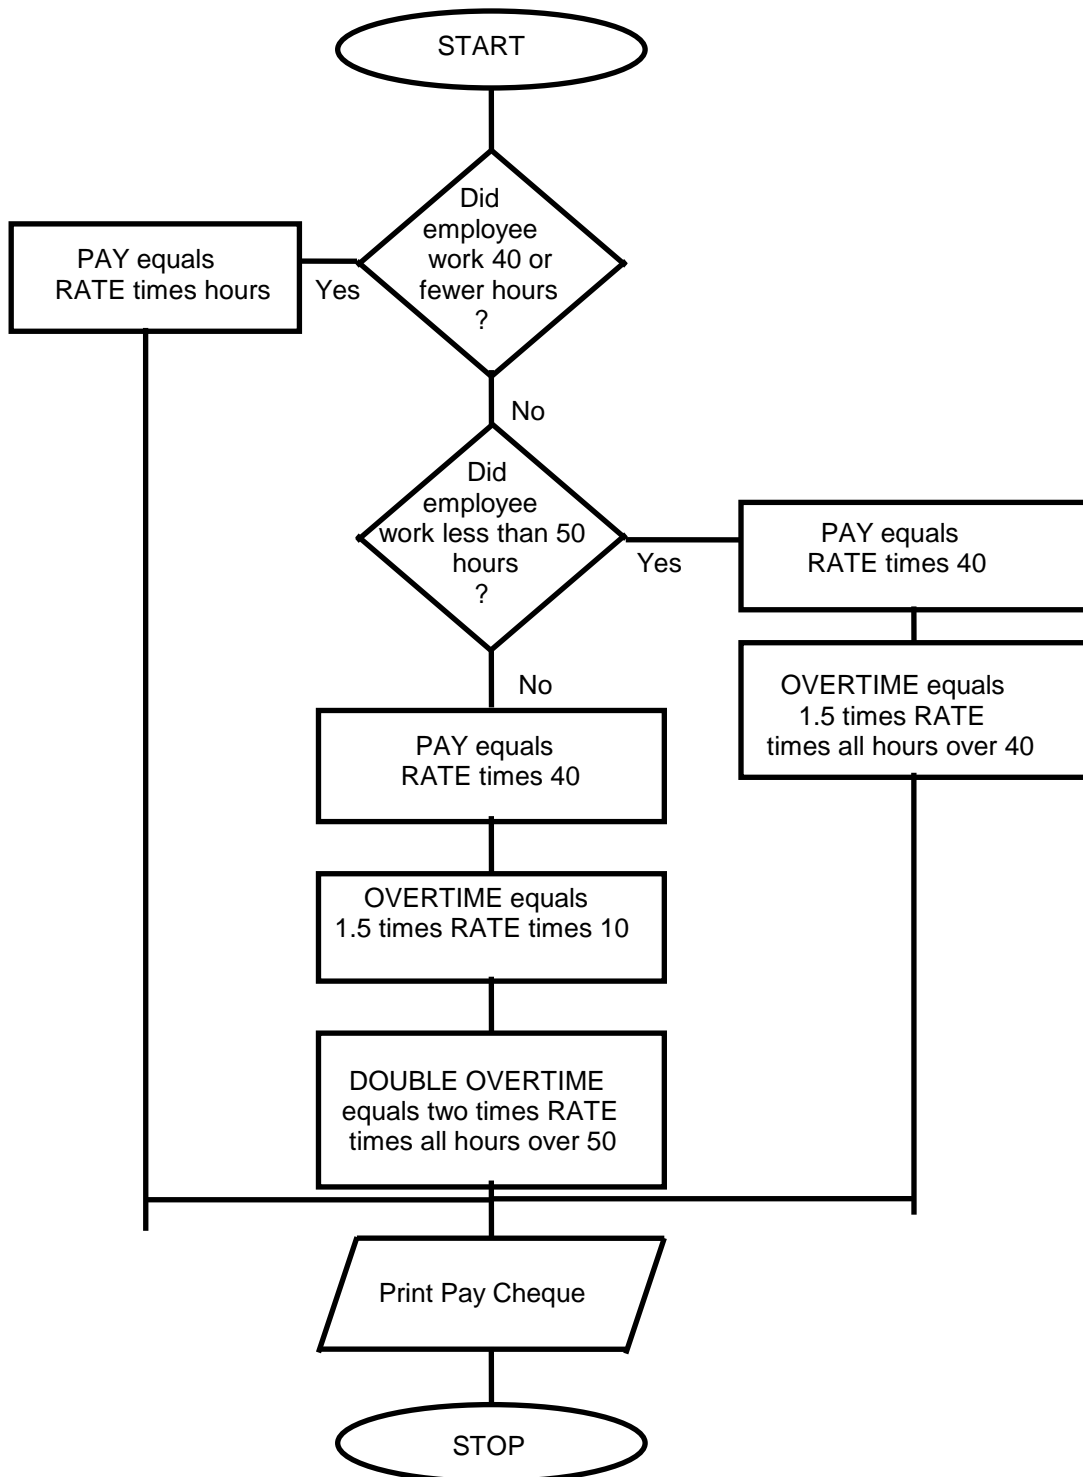 START
Did
employee
work 40 or
fewer hours
?
Yes
PAY equals
RATE times hours
No
Did
employee
work less than 50
hours
?
Yes
PAY equals
RATE times 40
OVERTIME equals
1.5 times RATE
times all hours over 40
No
PAY equals
RATE times 40
OVERTIME equals
1.5 times RATE times 10
DOUBLE OVERTIME
equals two times RATE
times all hours over 50
Print Pay Cheque
STOP